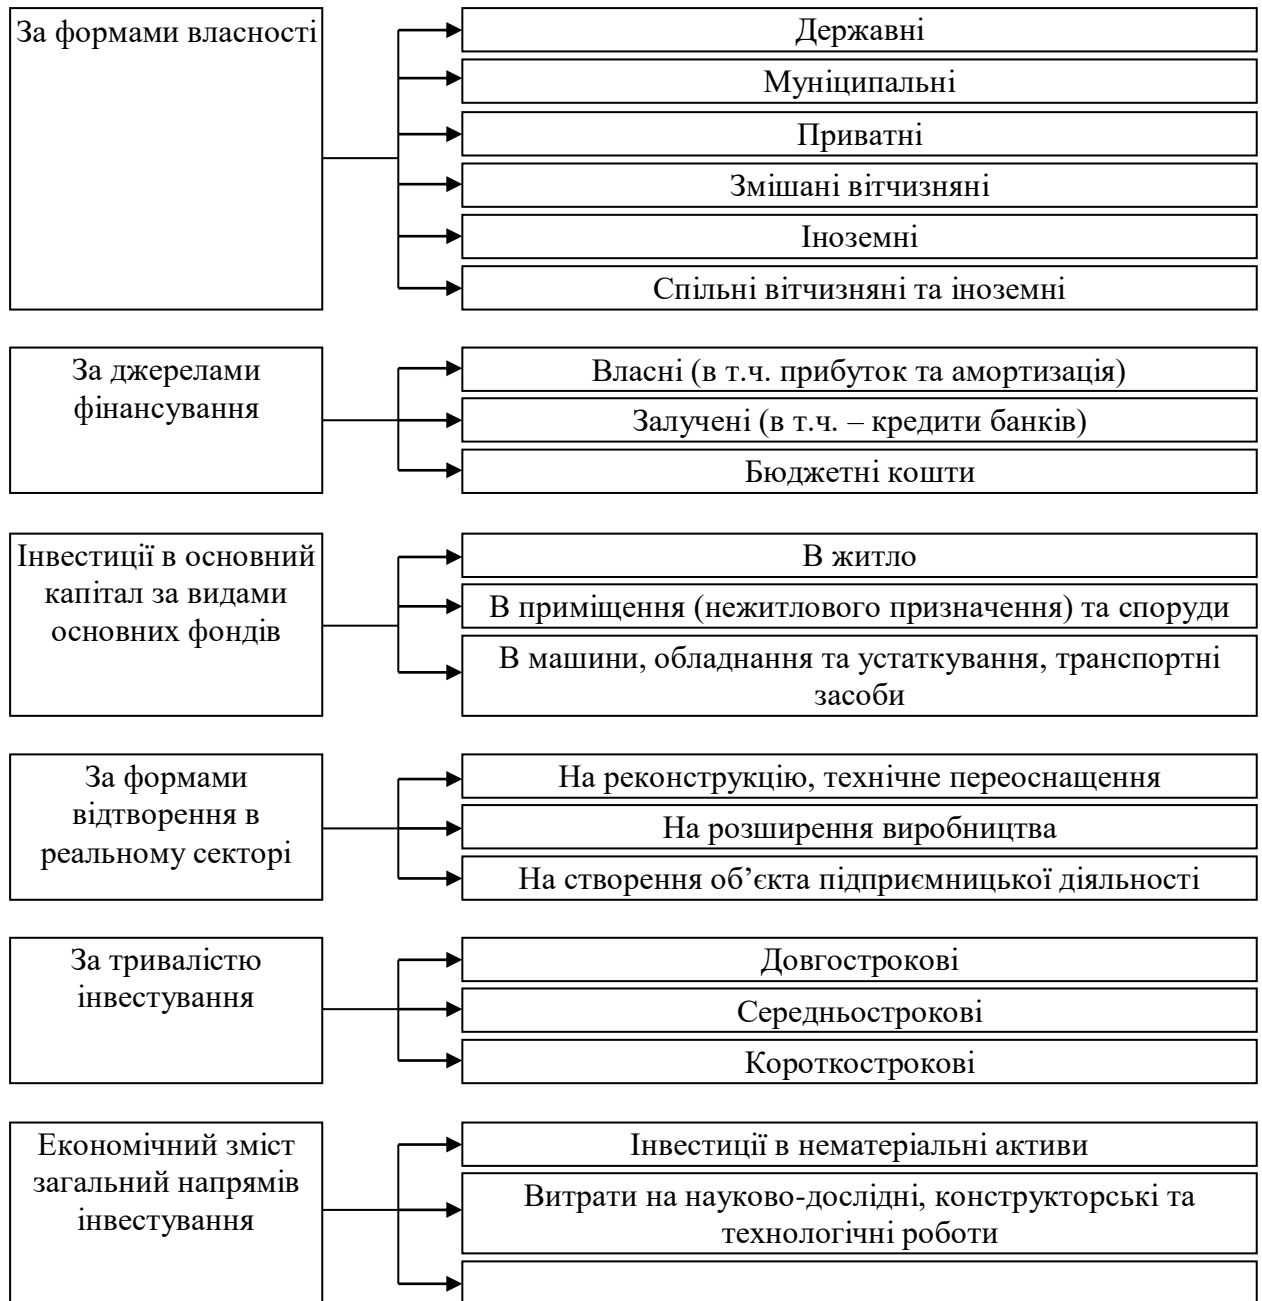 За формами власності
Державні
Муніципальні
Приватні
Змішані вітчизняні
Іноземні
Спільні вітчизняні та іноземні
За джерелами
фінансування
Власні (в т.ч. прибуток та амортизація)
Залучені (в т.ч. – кредити банків)
Бюджетні кошти
Інвестиції в основний
капітал за видами
основних фондів
В житло
В приміщення (нежитлового призначення) та споруди
В машини, обладнання та устаткування, транспортні
засоби
За формами
відтворення в
реальному секторі
На реконструкцію, технічне переоснащення
На розширення виробництва
На створення об’єкта підприємницької діяльності
За тривалістю
інвестування
Довгострокові
Середньострокові
Короткострокові
Економічний зміст
загальний напрямів
інвестування
Інвестиції в нематеріальні активи
Витрати на науково-дослідні, конструкторські та
технологічні роботи